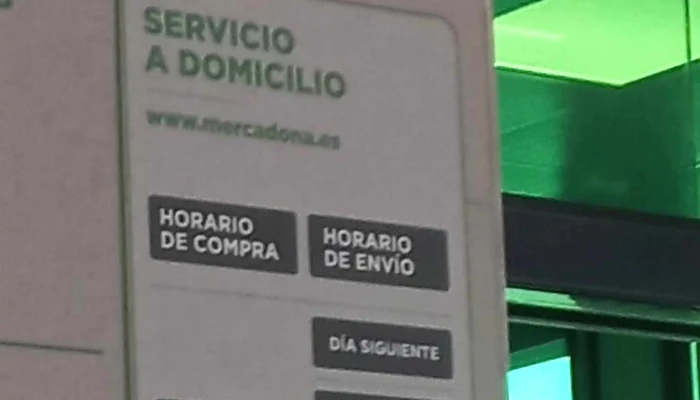 SERVICIO
A DOMICILIO
www.mercadona.es
HORARIO
DE COMPRA
HORARIO
DE ENVÍO
DÍA SIGUIENTE